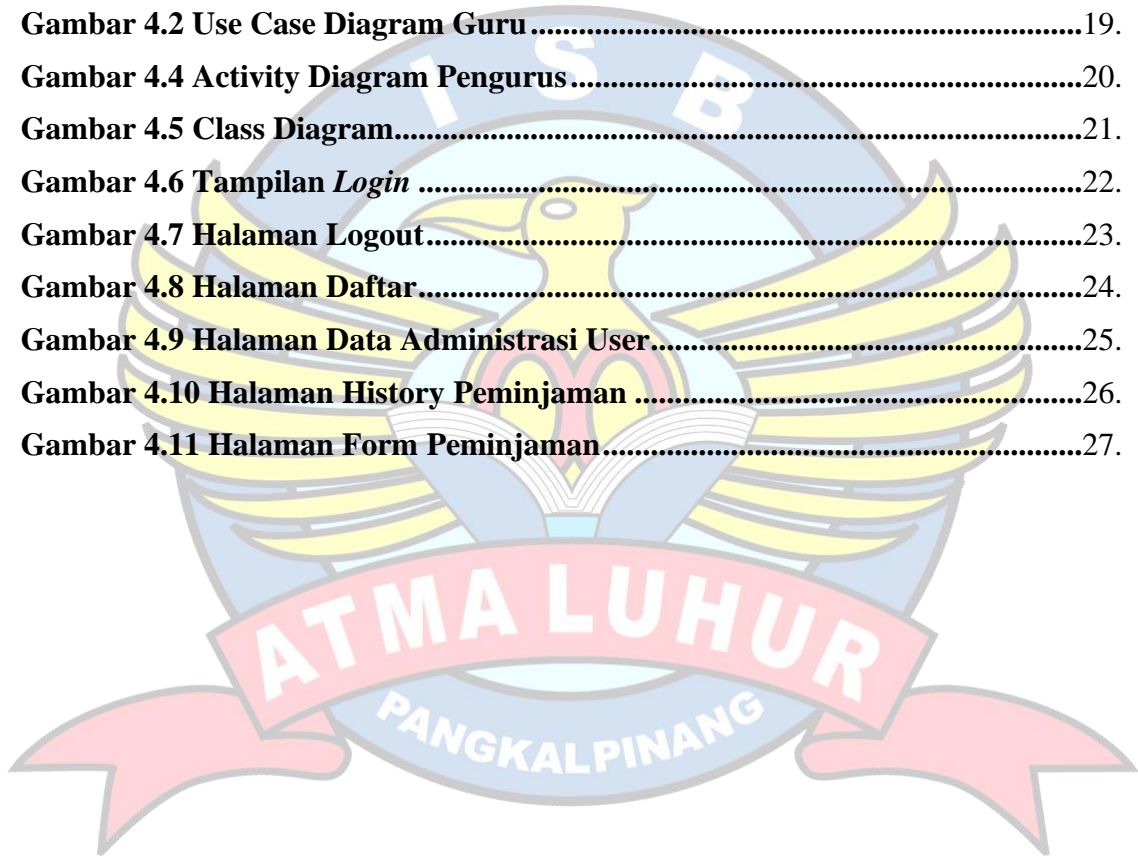 Gambar 4.2 Use Case Diagram Guru.....................................................................19.
Gambar 4.4 Activity Diagram Pengurus................................................................20.
Gambar 4.5 Class Diagram......................................................................................21.
Gambar 4.6 Tampilan Login ...................................................................................22.
Gambar 4.7 Halaman Logout..................................................................................23.
Gambar 4.8 Halaman Daftar...................................................................................24.
Gambar 4.9 Halaman Data Administrasi User......................................................25.
Gambar 4.10 Halaman History Peminjaman ........................................................26.
Gambar 4.11 Halaman Form Peminjaman............................................................27.
I S B
ATMA LUHUR
PANGKALPINANG